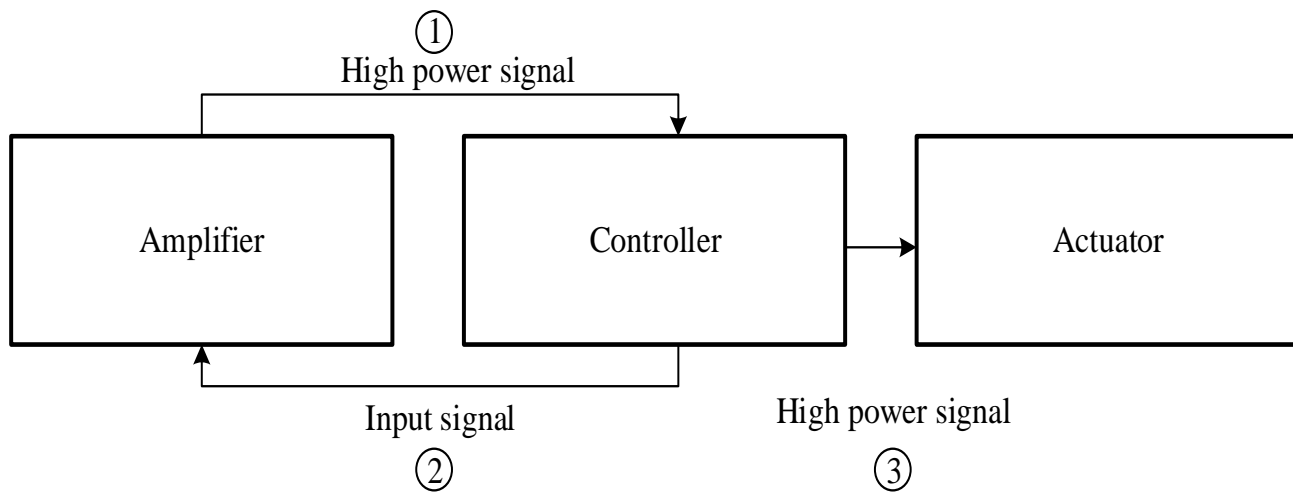 ①
High power signal
Amplifier
Controller
Actuator
Input signal
②
High power signal
③